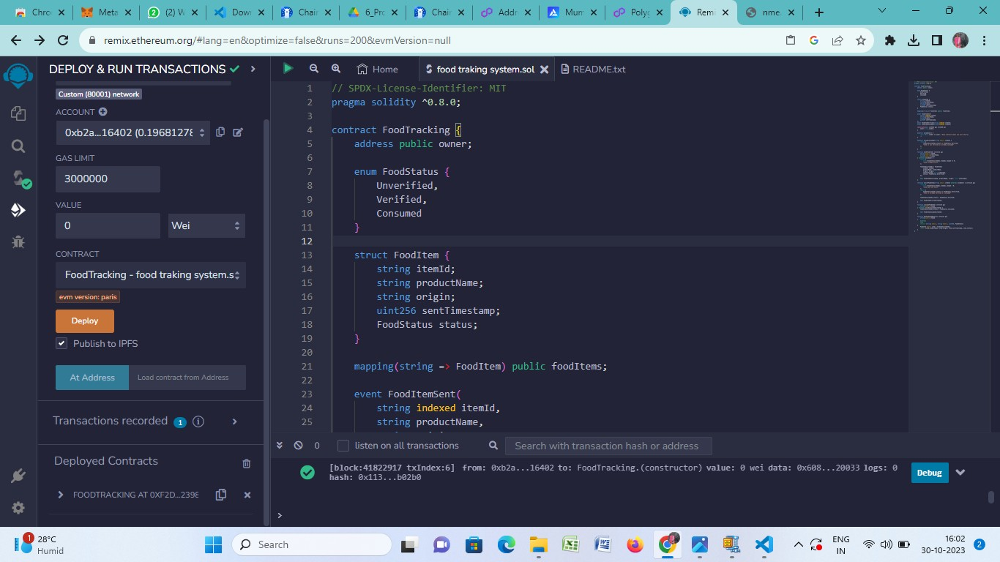 Chro
Meta
(2) W
Down
Chain
6_Pro
Chain
Addr
Mum
Polyg
Remi
nme.
remix.ethereum.org/#lang=en&optimize=false&runs=200&evmVersion=null
DEPLOY & RUN TRANSACTIONS
Custom (80001) network
ACCOUNT
0xb2a...16402 (0.19681278
GAS LIMIT
3000000
VALUE
0
Wei
CONTRACT
FoodTracking - food traking system.s
evm version: paris
Deploy
Publish to IPFS
At Address
Load contract from Address
Transactions recorded 1 i
Deployed Contracts
FOODTRACKING AT 0XF2D...2398
Home
food traking system.sol
README.txt
1 // SPDX-License-Identifier: MIT
2 pragma solidity ^0.8.0;
3
4 contract FoodTracking {
5 address public owner;
6
7 enum FoodStatus {
8 Unverified,
9 Verified,
10 Consumed
11 }
12
13 struct FoodItem {
14 string itemId;
15 string productName;
16 string origin;
17 uint256 sentTimestamp;
18 FoodStatus status;
19 }
20
21 mapping(string => FoodItem) public foodItems;
22
23 event FoodItemSent(
24 string indexed itemId,
25 string productName,
0
listen on all transactions
Search with transaction hash or address
[block:41822917 txIndex:6] from: 0xb2a...16402 to: FoodTracking.(constructor) value: 0 wei data: 0x608...20033 logs: 0
hash: 0x113...b02b0
Debug
>
1
28°C
Humid
Search
ENG
IN
16:02
30-10-2023
2